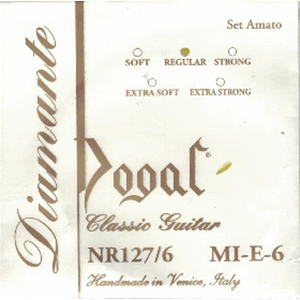 Set Amato
SOFT REGULAR STRONG
EXTRA SOFT EXTRA STRONG
Diamante
Dogal®
Classic Guitar
NR127/6 MI-E-6
Handmade in Venice, Italy